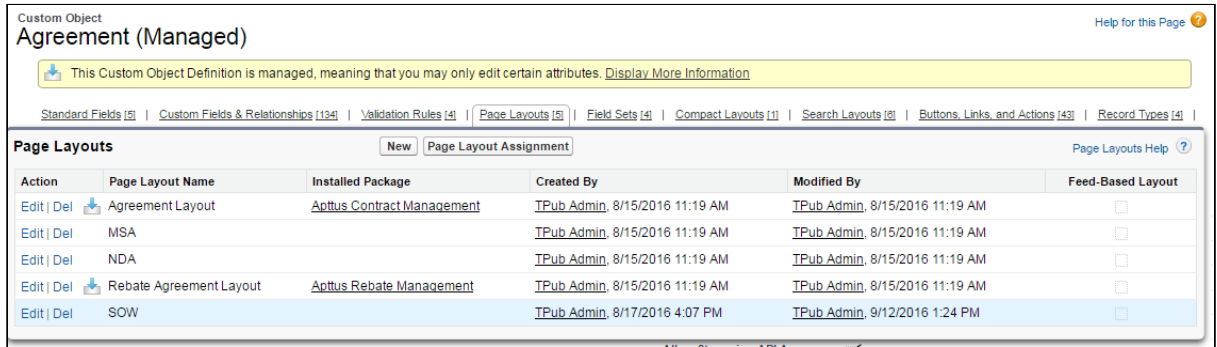 Custom Object
Agreement (Managed)
Help for this Page
This Custom Object Definition is managed, meaning that you may only edit certain attributes. Display More Information
Standard Fields [5] | Custom Fields & Relationships [134] | Validation Rules [4] | Page Layouts [5] | Field Sets [4] | Compact Layouts [1] | Search Layouts [6] | Buttons, Links, and Actions [43] | Record Types [4] |
Page Layouts New Page Layout Assignment Page Layouts Help ?
Action Page Layout Name Installed Package Created By Modified By Feed-Based Layout
Edit | Del Agreement Layout Apttus Contract Management TPub Admin, 8/15/2016 11:19 AM TPub Admin, 8/15/2016 11:19 AM
Edit | Del MSA TPub Admin, 8/15/2016 11:19 AM TPub Admin, 8/15/2016 11:19 AM
Edit | Del NDA TPub Admin, 8/15/2016 11:19 AM TPub Admin, 8/15/2016 11:19 AM
Edit | Del Rebate Agreement Layout Apttus Rebate Management TPub Admin, 8/15/2016 11:19 AM TPub Admin, 8/15/2016 11:19 AM
Edit | Del SOW TPub Admin, 8/17/2016 4:07 PM TPub Admin, 9/12/2016 1:24 PM